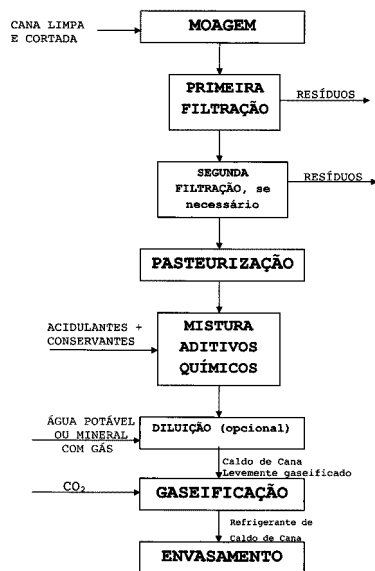 CANA LIMPA
E CORTADA
MOAGEM
PRIMEIRA
FILTRAÇÃO
RESÍDUOS
SEGUNDA
FILTRAÇÃO, se
necessário
RESÍDUOS
PASTEURIZAÇÃO
ACIDULANTES +
CONSERVANTES
MISTURA
ADITIVOS
QUÍMICOS
ÁGUA POTÁVEL
OU MINERAL
COM GÁS
DILUIÇÃO (opcional)
Caldo de Cana
Levemente gaseificado
CO₂
GASEIFICAÇÃO
Refrigerante de
Caldo de Cana
ENVASAMENTO